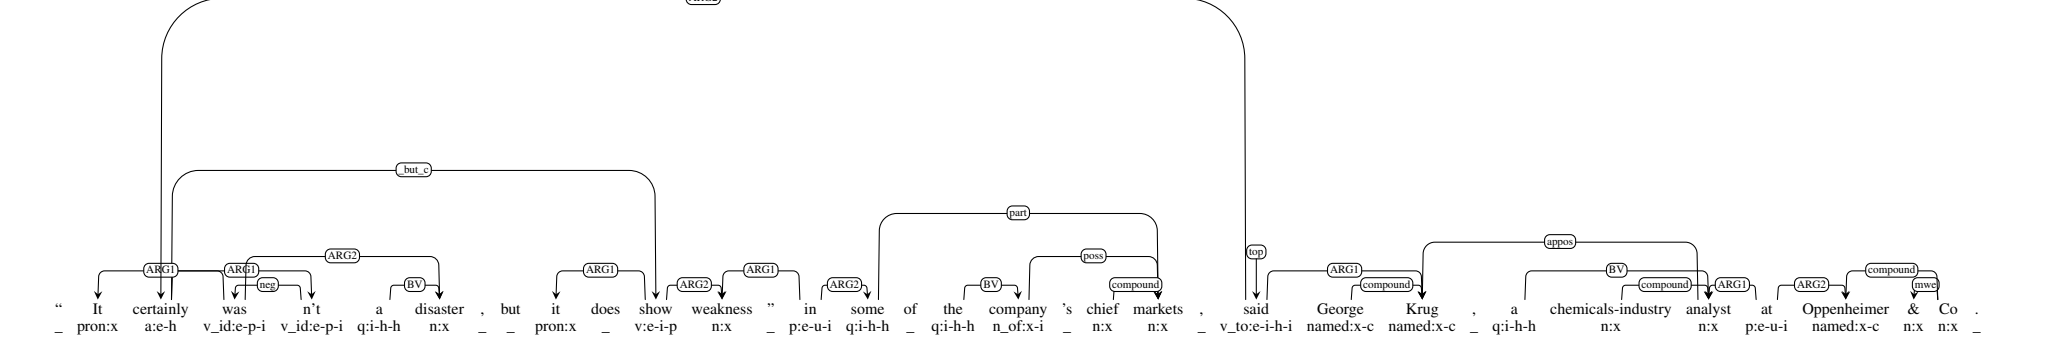 ARG2
_but_c
part
top
appos
ARG2
poss
ARG1 ARG1 ARG1 ARG1 ARG1 BV compound
neg BV ARG2 ARG2 BV compound compound compound ARG1 ARG2 mwe
“ It certainly was n't a disaster , but it does show weakness ” in some of the company 's chief markets , said George Krug , a chemicals-industry analyst at Oppenheimer & Co .
_ pron:x a:e-h v_id:e-p-i v_id:e-p-i q:i-h-h n:x _ _ pron:x _ v:e-i-p n:x _ p:e-u-i q:i-h-h _ q:i-h-h n_of:x-i _ n:x n:x _ v_to:e-i-h-i named:x-c named:x-c _ q:i-h-h n:x n:x p:e-u-i named:x-c n:x n:x _